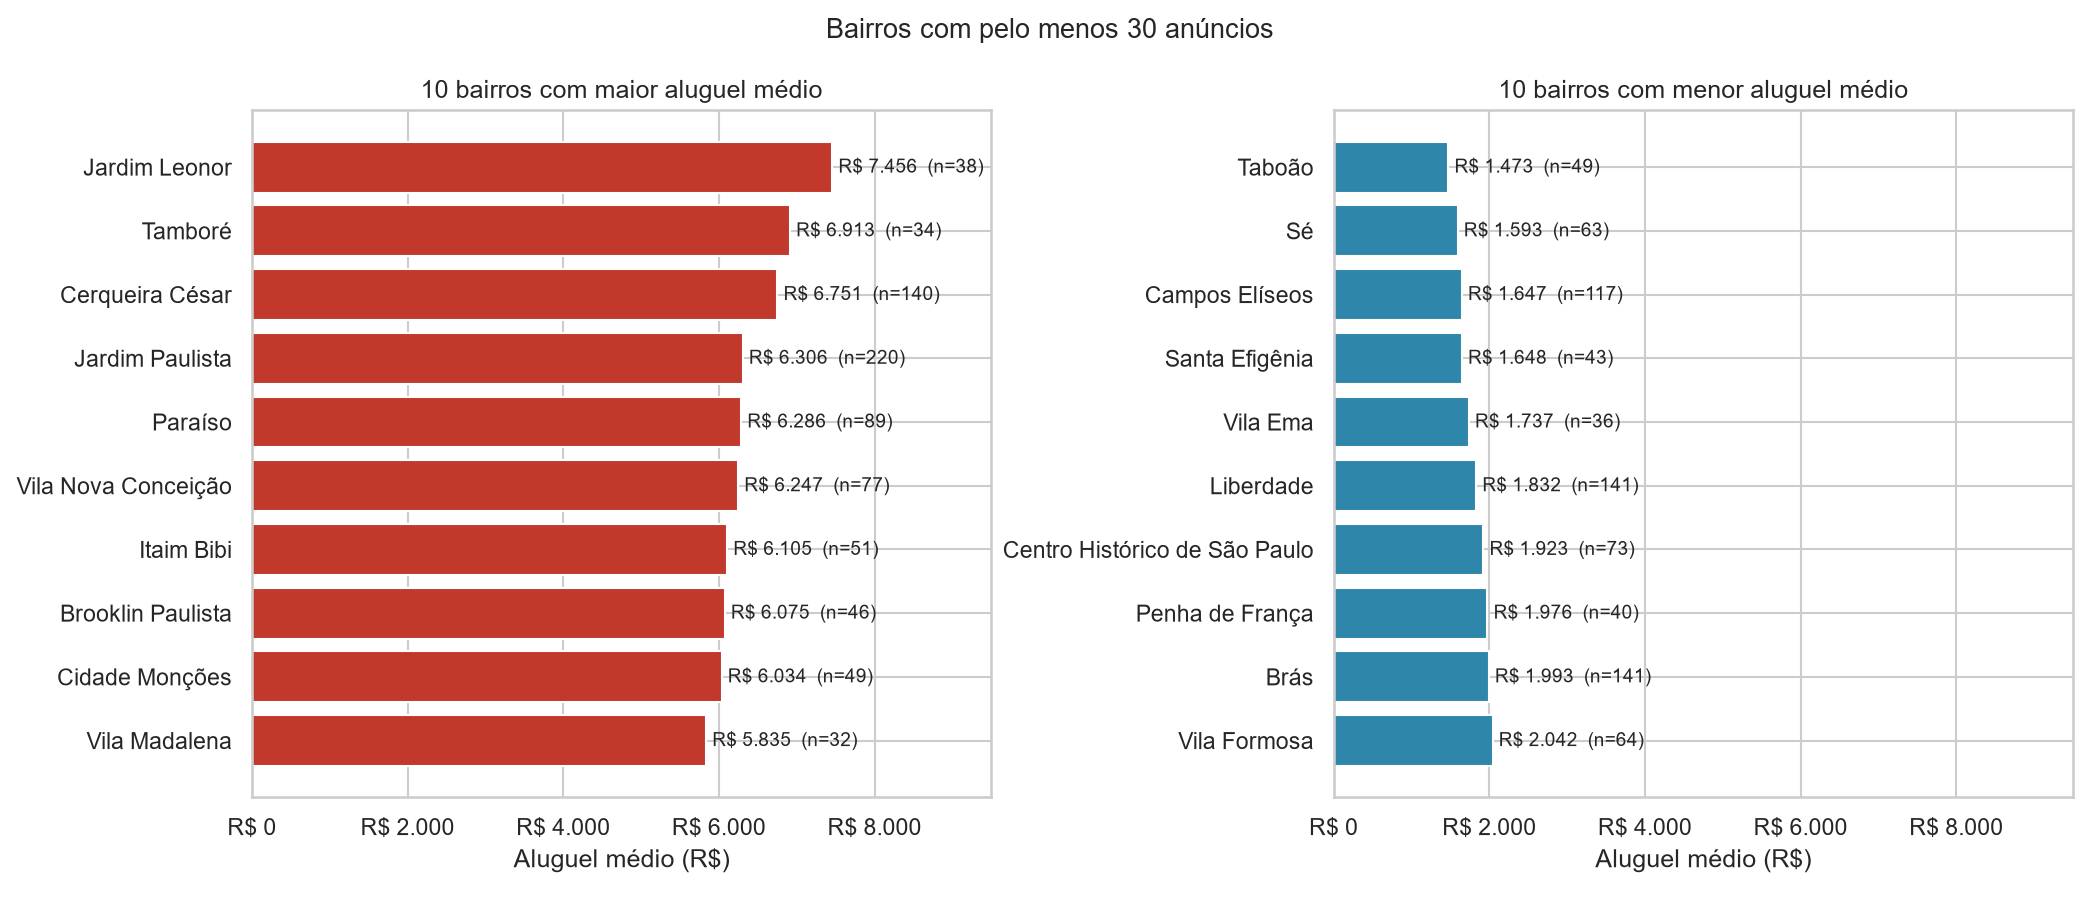 Bairros com pelo menos 30 anúncios
10 bairros com maior aluguel médio
Jardim Leonor R$ 7.456 (n=38)
Tamboré R$ 6.913 (n=34)
Cerqueira César R$ 6.751 (n=140)
Jardim Paulista R$ 6.306 (n=220)
Paraíso R$ 6.286 (n=89)
Vila Nova Conceição R$ 6.247 (n=77)
Itaim Bibi R$ 6.105 (n=51)
Brooklin Paulista R$ 6.075 (n=46)
Cidade Monções R$ 6.034 (n=49)
Vila Madalena R$ 5.835 (n=32)
R$ 0 R$ 2.000 R$ 4.000 R$ 6.000 R$ 8.000
Aluguel médio (R$)
10 bairros com menor aluguel médio
Taboão R$ 1.473 (n=49)
Sé R$ 1.593 (n=63)
Campos Elíseos R$ 1.647 (n=117)
Santa Efigênia R$ 1.648 (n=43)
Vila Ema R$ 1.737 (n=36)
Liberdade R$ 1.832 (n=141)
Centro Histórico de São Paulo R$ 1.923 (n=73)
Penha de França R$ 1.976 (n=40)
Brás R$ 1.993 (n=141)
Vila Formosa R$ 2.042 (n=64)
R$ 0 R$ 2.000 R$ 4.000 R$ 6.000 R$ 8.000
Aluguel médio (R$)